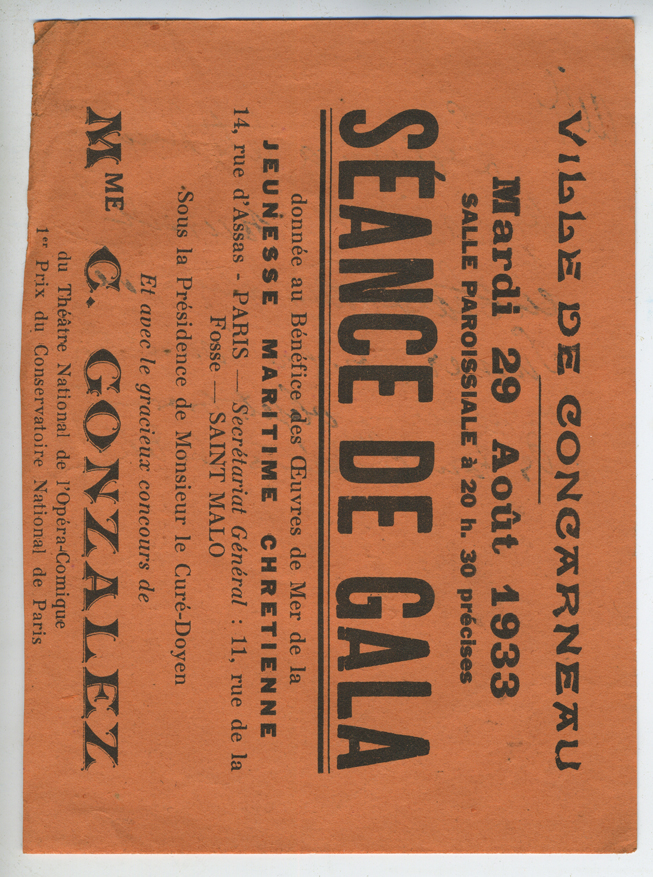 VILLE DE CONCARNEAU
Mardi 29 Août 1933
SALLE PAROISSIALE à 20 h. 30 précises
SÉANCE DE GALA
donnée au Bénéfice des Œuvres de Mer de la
JEUNESSE MARITIME CHRETIENNE
14, rue d'Assas - PARIS — Secrétariat Général : 11, rue de la
Fosse — SAINT MALO
Sous la Présidence de Monsieur le Curé-Doyen
Et avec le gracieux concours de
MME G. GONZALEZ
du Théâtre National de l'Opéra-Comique
1er Prix du Conservatoire National de Paris